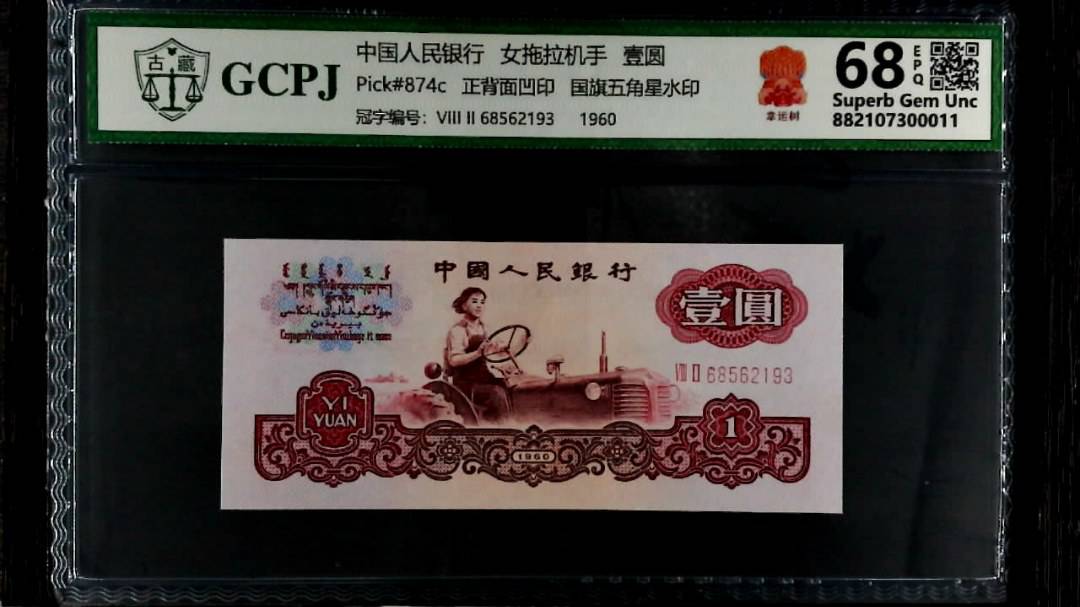 古藏
GCPJ
中国人民银行 女拖拉机手 壹圆
Pick#874c 正背面凹印 国旗五角星水印
冠字编号：VIII II 68562193 1960
幸运树
68 EPQ
Superb Gem Unc
882107300011
中國人民銀行
壹圓
VIII II 68562193
YI
YUAN
1960
1